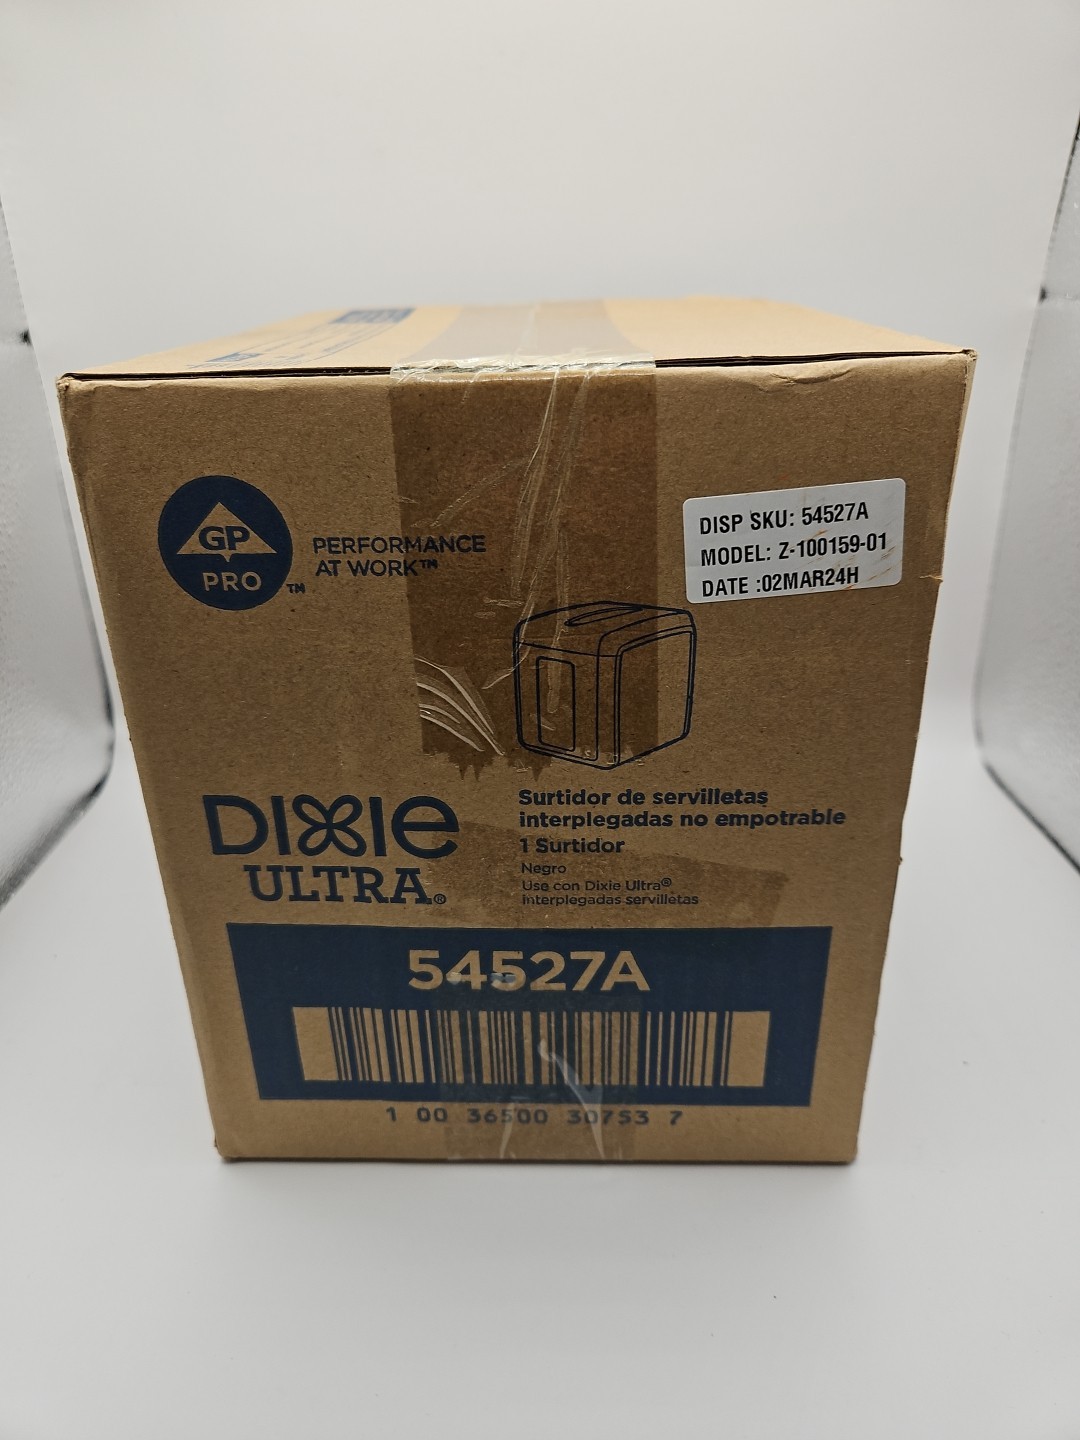 GP
PRO
™
PERFORMANCE
AT WORK™
DISP SKU: 54527A
MODEL: Z-100159-01
DATE :02MAR24H
DIXIE
ULTRA®
Surtidor de servilletas
interplegadas no empotrable
1 Surtidor
Negro
Use con Dixie Ultra®
Interplegadas servilletas
54527A
1 00 36500 30753 7